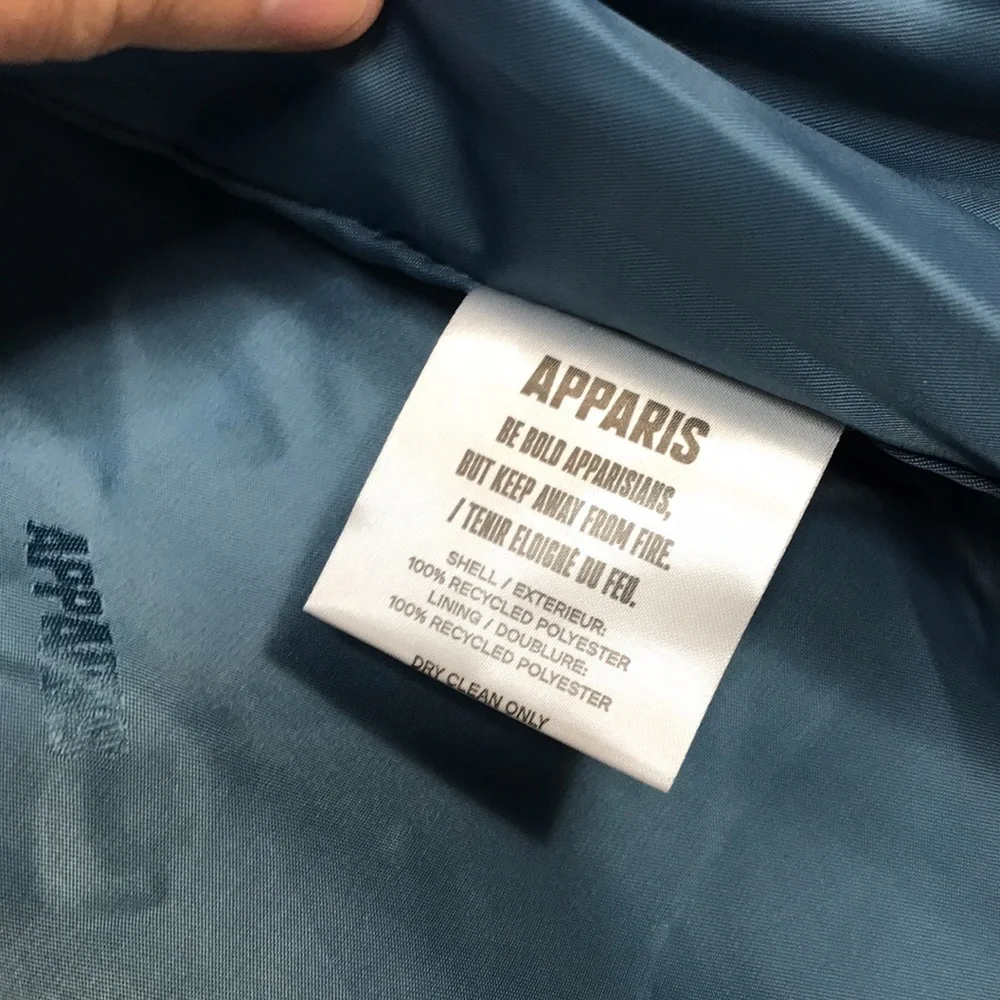 APPARIS
BE BOLD APPARISIANS,
BUT KEEP AWAY FROM FIRE.
/ TENIR ELOIGNÉ DU FEU.
SHELL / EXTERIEUR:
100% RECYCLED POLYESTER
LINING / DOUBLURE:
100% RECYCLED POLYESTER
DRY CLEAN ONLY
APPARIS